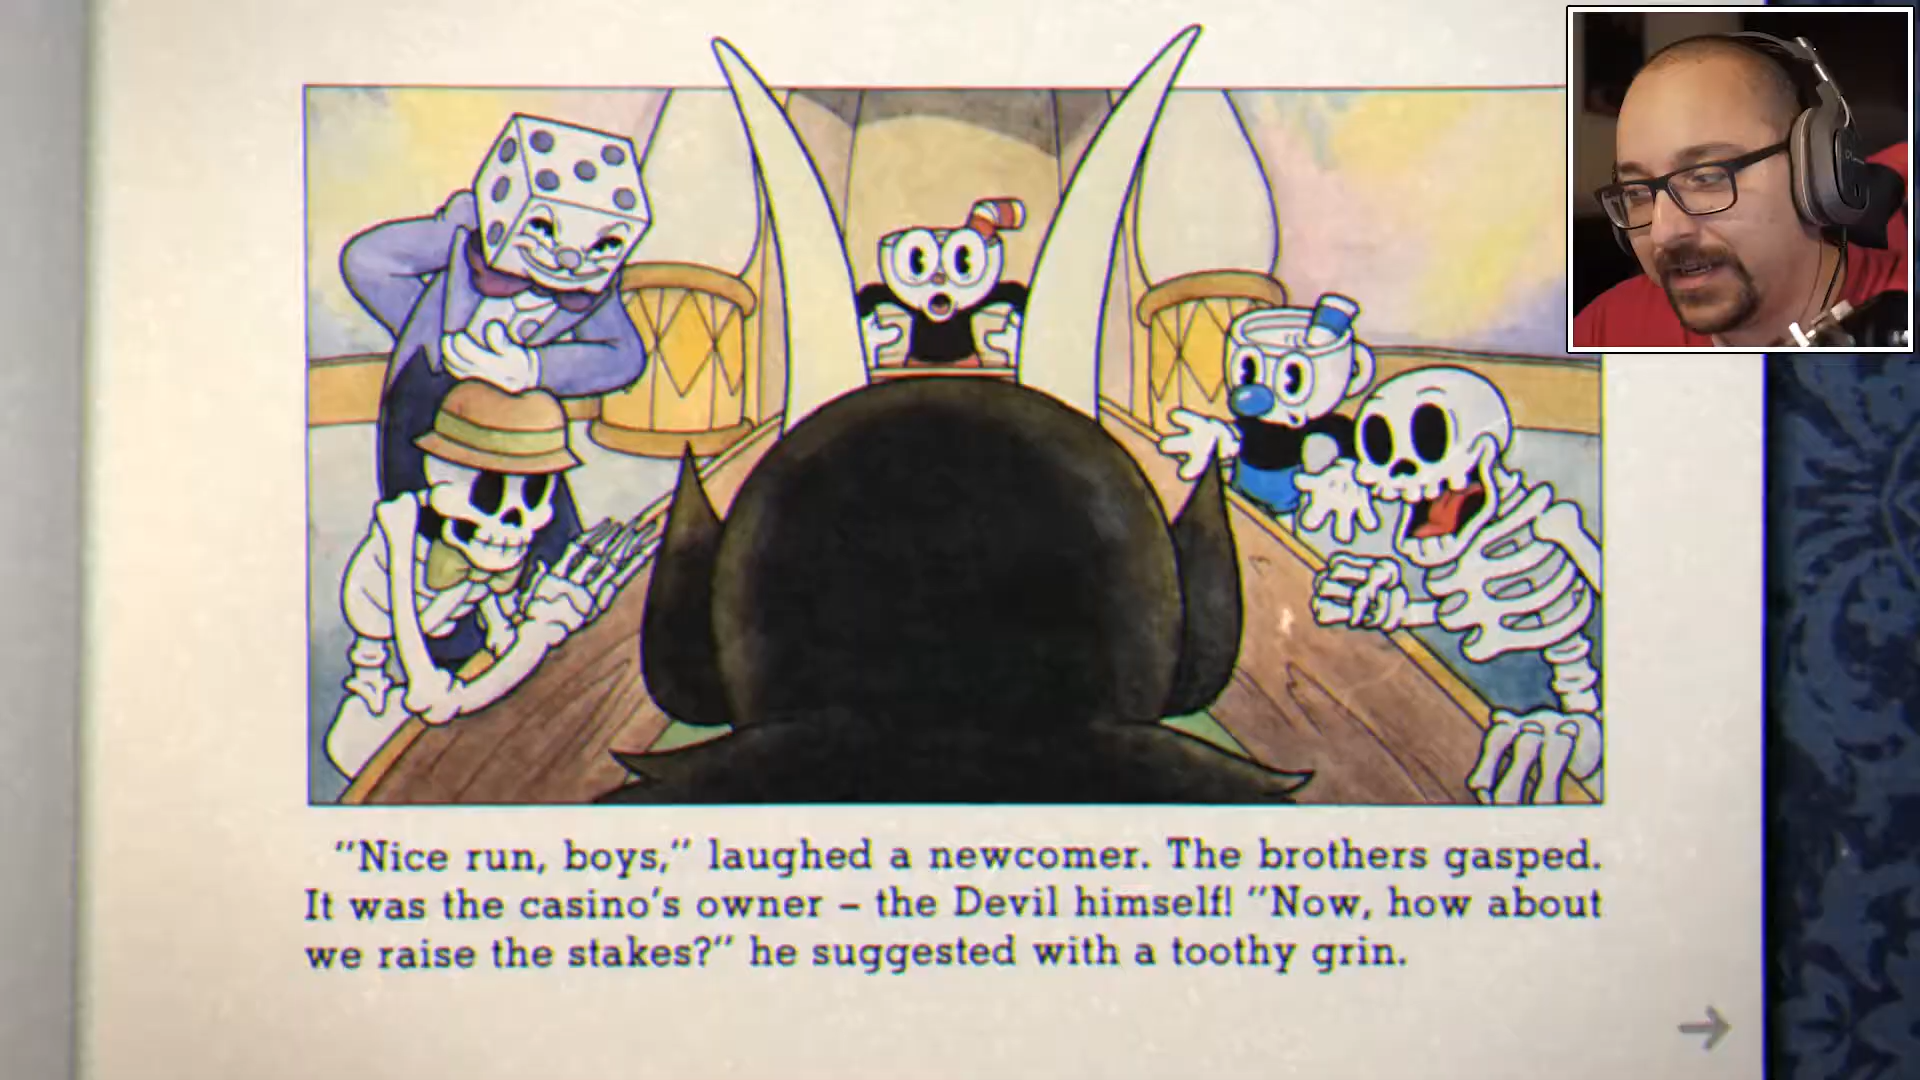 "Nice run, boys," laughed a newcomer. The brothers gasped.
It was the casino's owner – the Devil himself! "Now, how about
we raise the stakes?" he suggested with a toothy grin.